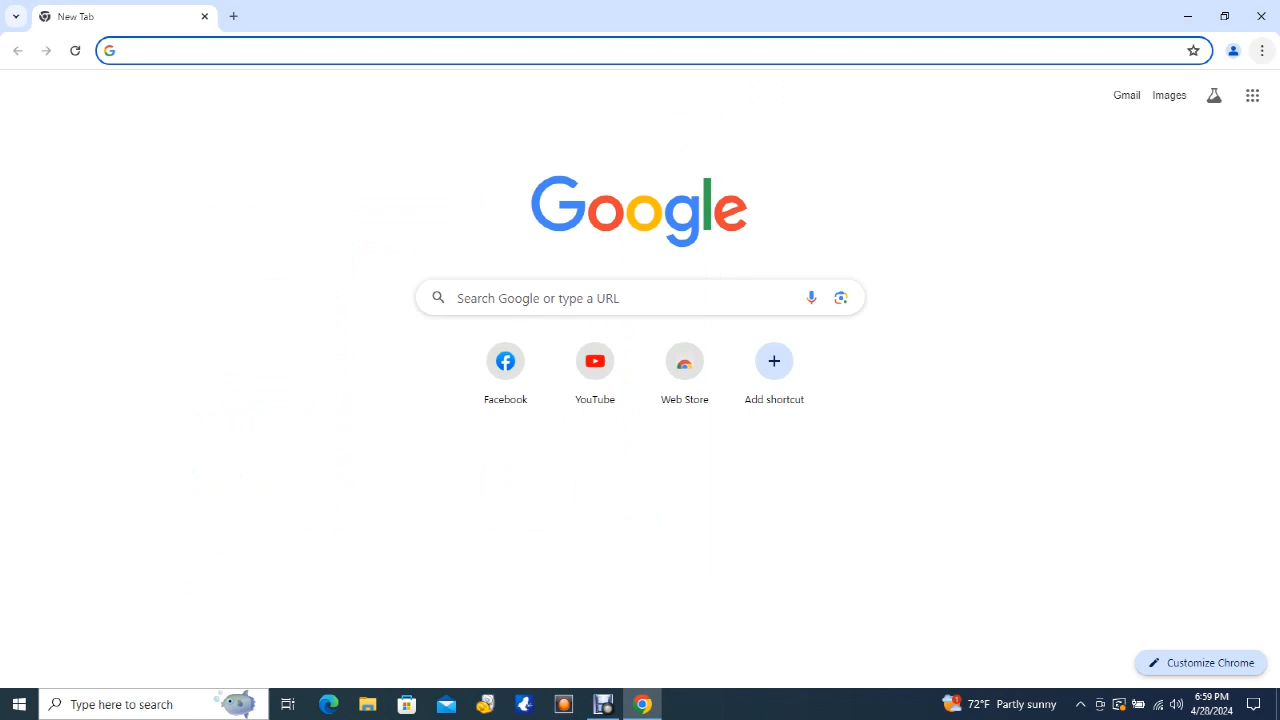 New Tab
Gmail Images
Google
Search Google or type a URL
Facebook YouTube Web Store Add shortcut
Customize Chrome
Type here to search
72°F Partly sunny
6:59 PM
4/28/2024